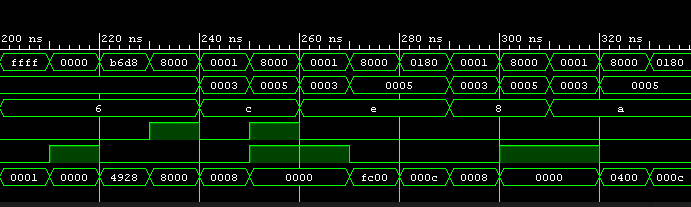 200 ns 220 ns 240 ns 260 ns 280 ns 300 ns 320 ns
ffff 0000 b6d8 8000 0001 8000 0001 8000 0180 0001 8000 0001 8000 0180
0003 0005 0003 0005 0003 0005 0003 0005
6 c e 8 a
0001 0000 4928 8000 0008 0000 fc00 000c 0008 0000 0400 000c